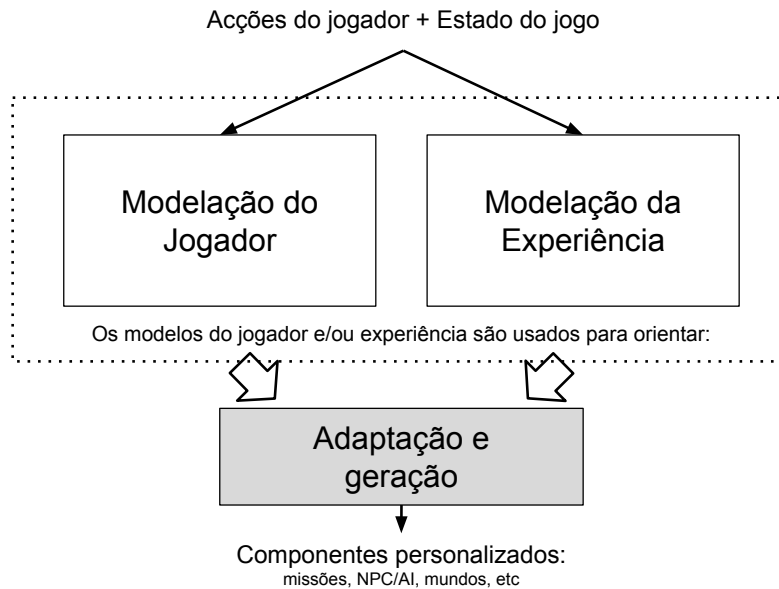 Acções do jogador + Estado do jogo
Modelação do
Jogador
Modelação da
Experiência
Os modelos do jogador e/ou experiência são usados para orientar:
Adaptação e
geração
Componentes personalizados:
missões, NPC/AI, mundos, etc